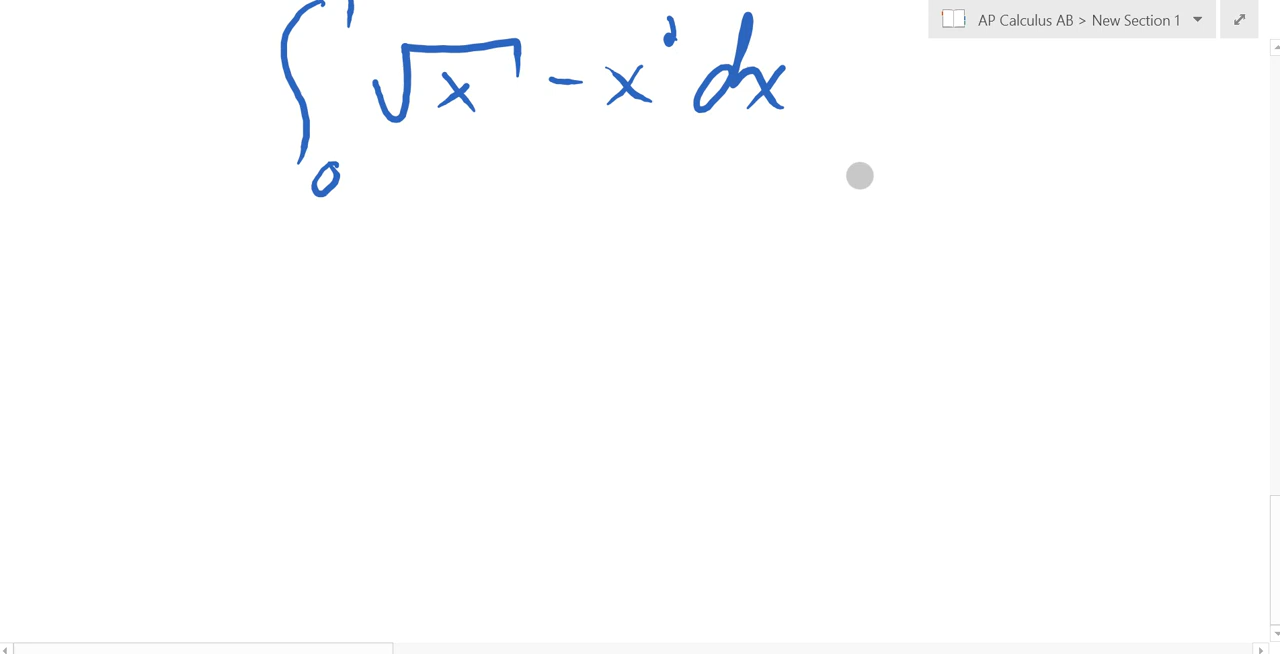 AP Calculus AB > New Section 1
∫₀¹ √x - x² dx